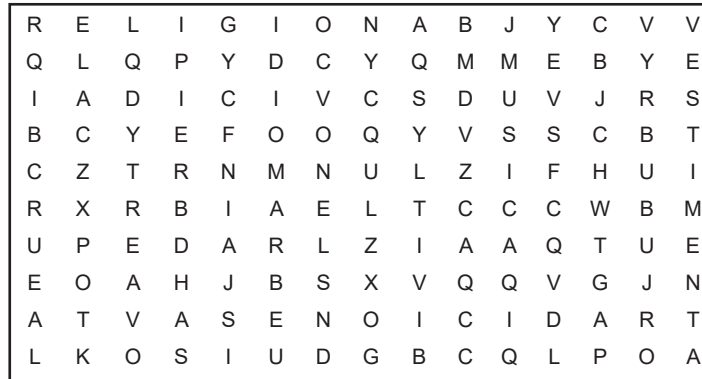 R E L I G I O N A B J Y C V V
Q L Q P Y D C Y Q M M E B Y E
I A D I C I V C S D U V J R S
B C Y E F O O Q Y V S S C B T
C Z T R N M N U L Z I F H U I
R X R B I A E L T C C C W B M
U P E D A R L Z I A A Q T U E
E O A H J B S X V Q Q V G J N
A T V A S E N O I C I D A R T
L K O S I U D G B C Q L P O A